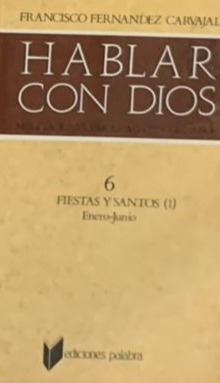 FRANCISCO FERNANDEZ CARVAJAL
HABLAR
CON DIOS
6
FIESTAS Y SANTOS (1)
Enero-Junio
ediciones palabra